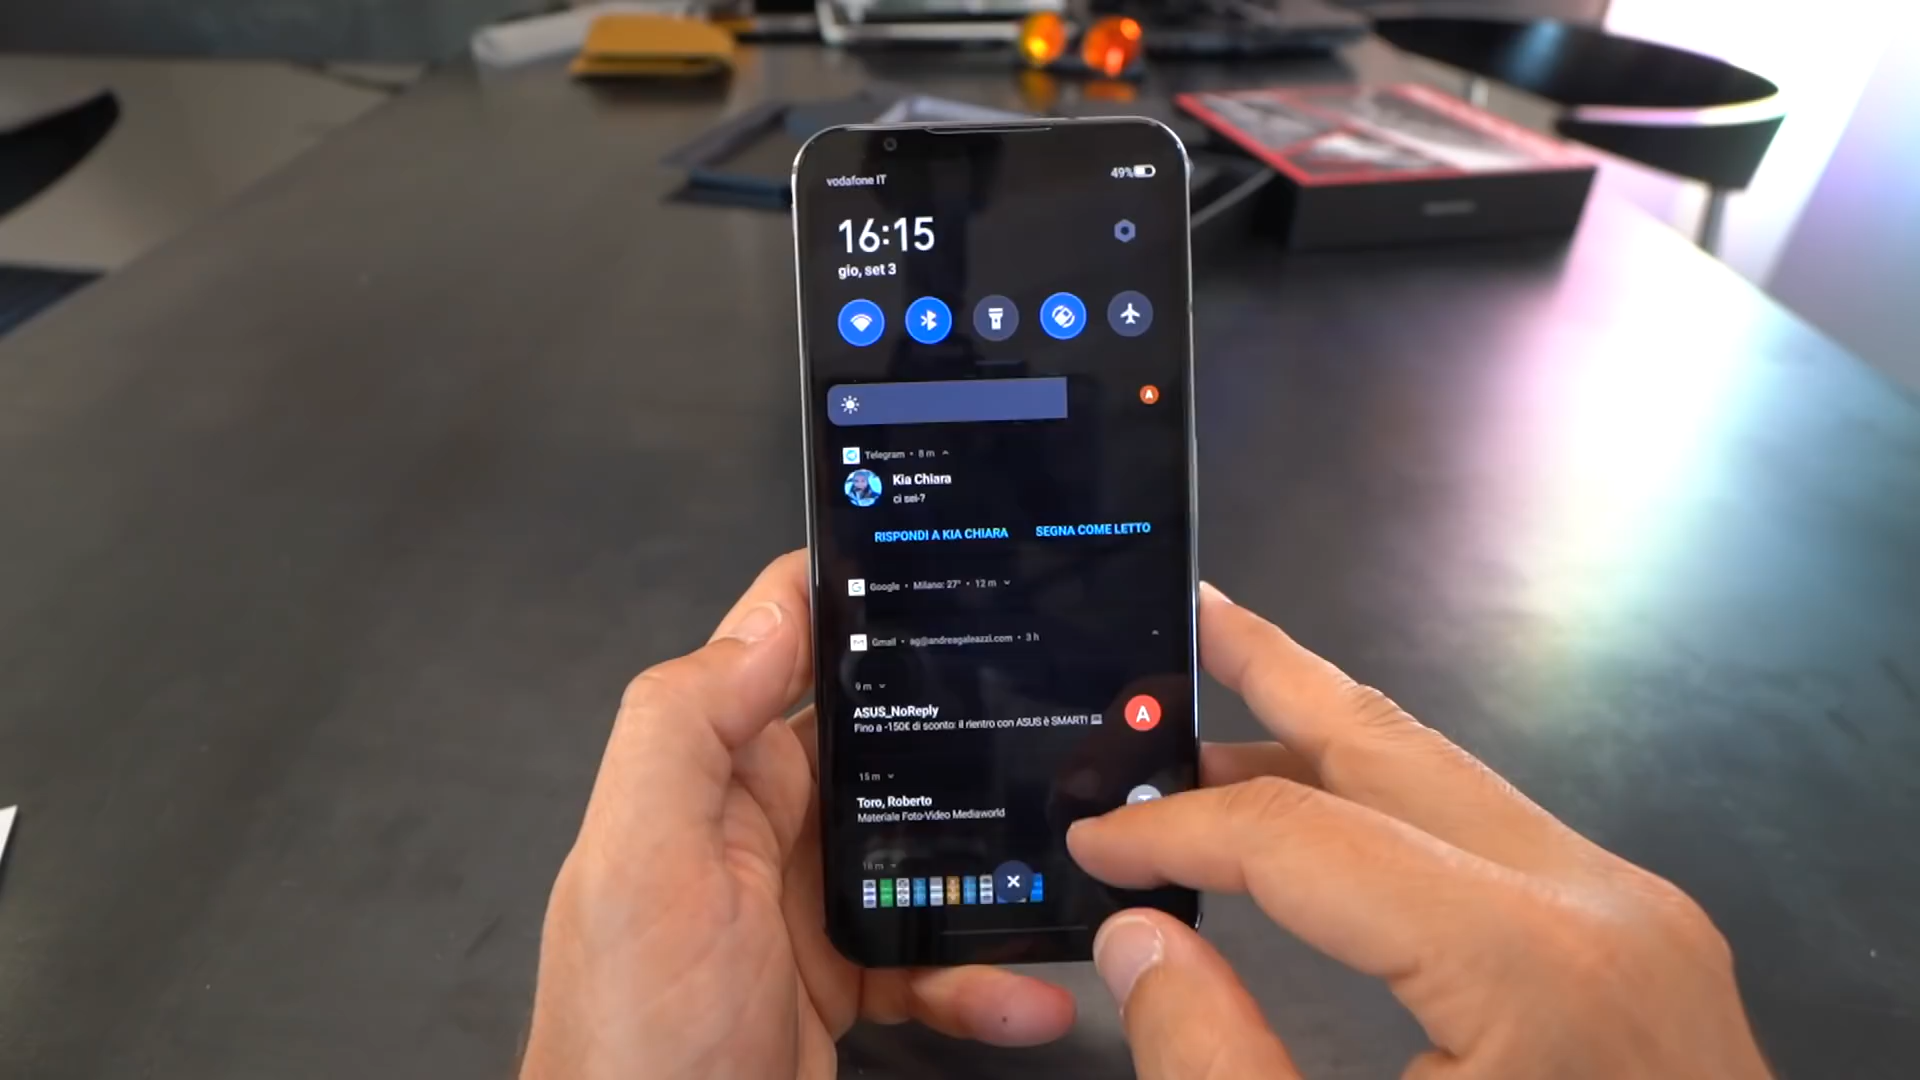 vodafone IT
49%
16:15
gio, set 3
A
Telegram • 8 m
Kia Chiara
ci sei?
RISPONDI A KIA CHIARA SEGNA COME LETTO
Google • Milano: 27° • 12 m
Gmail • ag@andreagaleazzi.com • 3 h
9 m
ASUS_NoReply
Fino a -150€ di sconto: il rientro con ASUS è SMART!
A
15 m
Toro, Roberto
Materiale Foto-Video Mediaworld